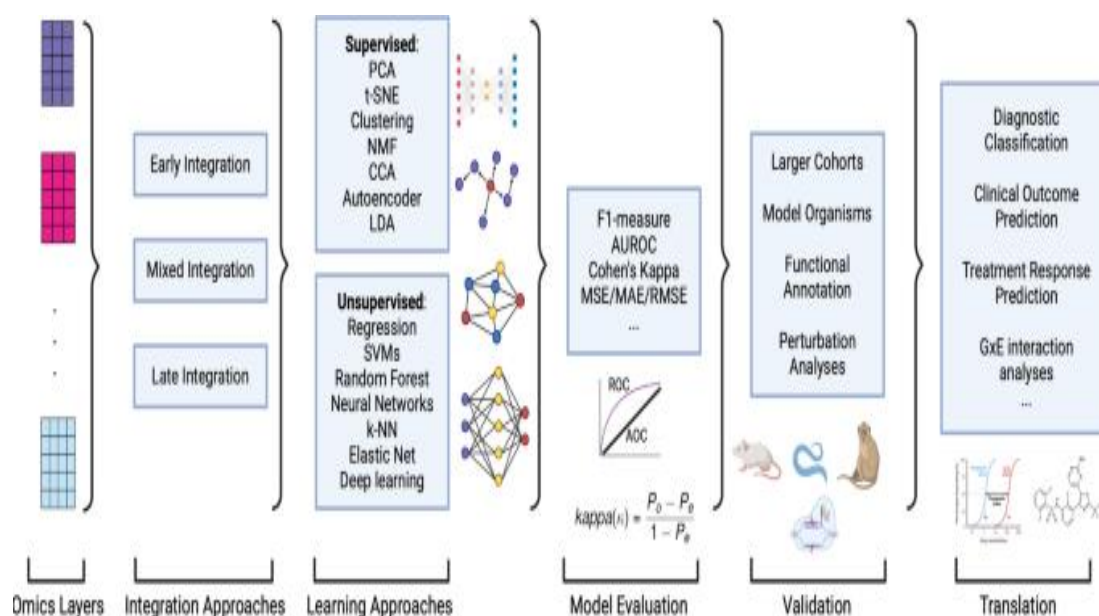 Early Integration
Mixed Integration
Late Integration
Supervised:
PCA
t-SNE
Clustering
NMF
CCA
Autoencoder
LDA
Unsupervised:
Regression
SVMs
Random Forest
Neural Networks
k-NN
Elastic Net
Deep learning
F1-measure
AUROC
Cohen's Kappa
MSE/MAE/RMSE
...
ROC
AOC
kappa(κ) = (P₀ − Pₑ) / (1 − Pₑ)
Larger Cohorts
Model Organisms
Functional
Annotation
Perturbation
Analyses
Diagnostic
Classification
Clinical Outcome
Prediction
Treatment Response
Prediction
GxE interaction
analyses
...
Omics Layers
Integration Approaches
Learning Approaches
Model Evaluation
Validation
Translation